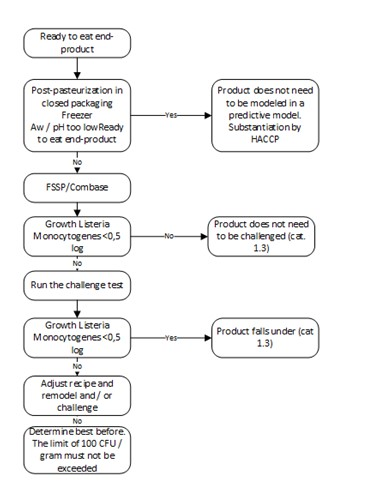 Ready to eat end-
product
Post-pasteurization in
closed packaging
Freezer
Aw / pH too lowReady
to eat end-product
Yes
Product does not need
to be modeled in a
predictive model.
Substantiation by
HACCP
No
FSSP/Combase
Growth Listeria
Monocytogenes <0,5
log
No
Product does not need
to be challenged (cat.
1.3)
No
Run the challenge test
Growth Listeria
Monocytogenes <0,5
log
Yes
Product falls under (cat
1.3)
No
Adjust recipe and
remodel and / or
challenge
No
Determine best before.
The limit of 100 CFU /
gram must not be
exceeded